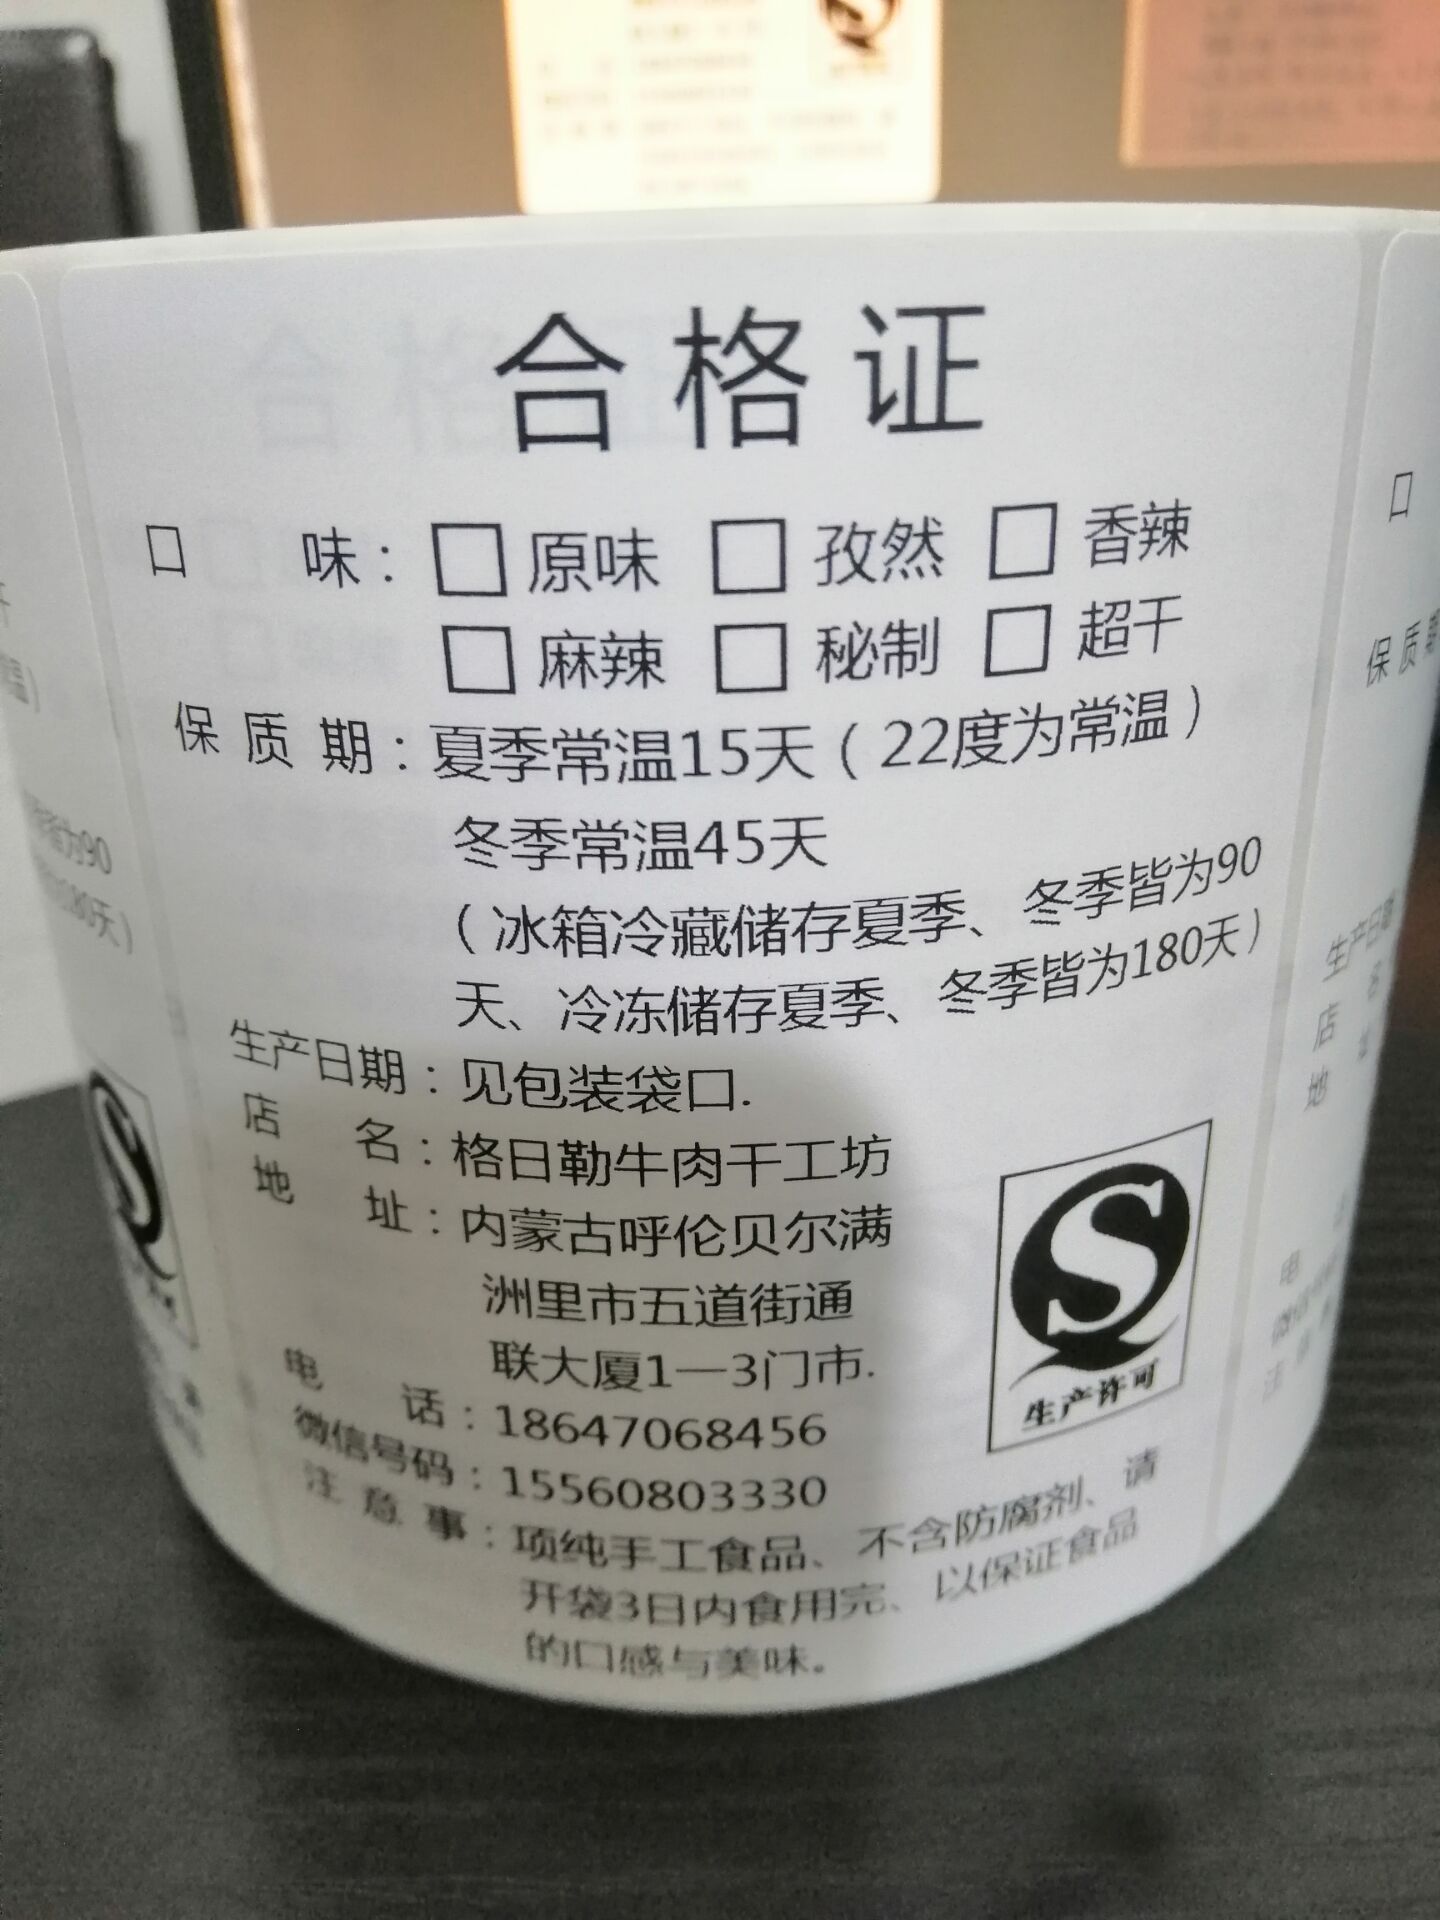 合格证
口 味：□原味 □孜然 □香辣
□麻辣 □秘制 □超干
保质期：夏季常温15天（22度为常温）
冬季常温45天
（冰箱冷藏储存夏季、冬季皆为90
天、冷冻储存夏季、冬季皆为180天）
生产日期：见包装袋口.
店 名：格日勒牛肉干工坊
地 址：内蒙古呼伦贝尔满
洲里市五道街通
联大厦1—3门市.
电 话：18647068456
微信号码：15560803330
注意事：项纯手工食品、不含防腐剂、请
开袋3日内食用完、以保证食品
的口感与美味。
生产许可